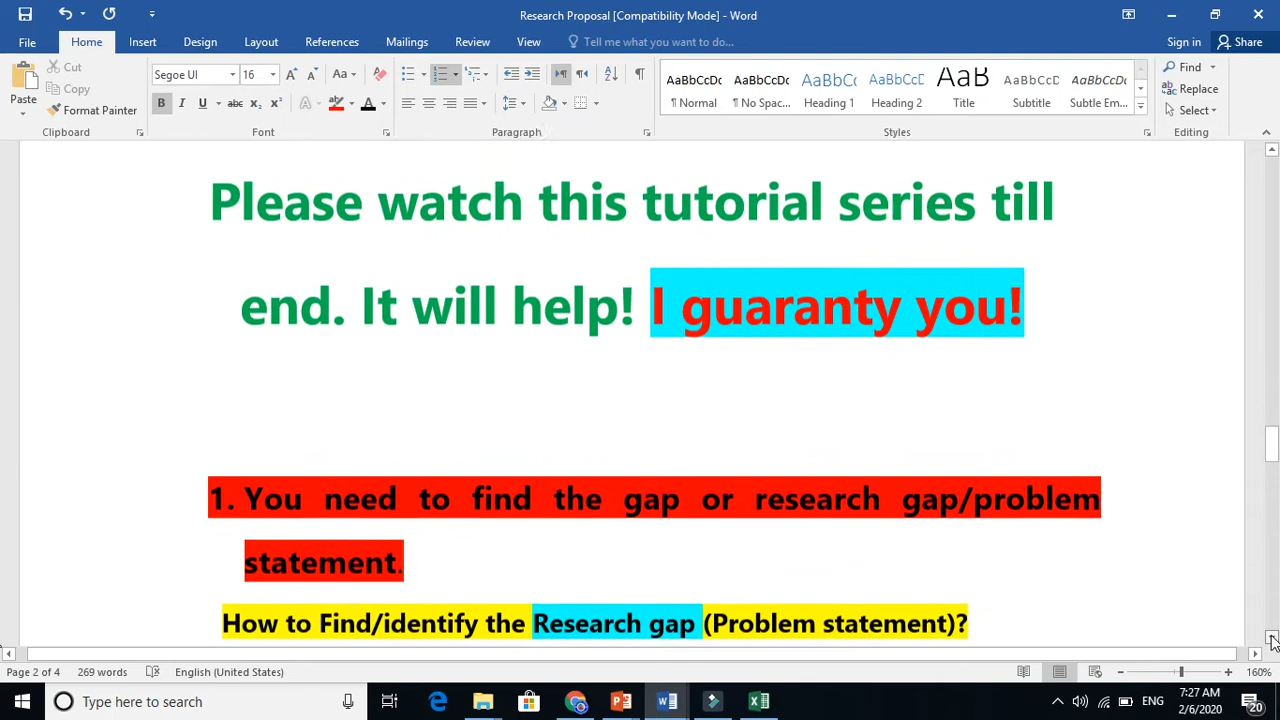 Research Proposal [Compatibility Mode] - Word
File Home Insert Design Layout References Mailings Review View Tell me what you want to do... Sign in Share
Paste Cut Copy Format Painter
Clipboard
Segoe UI 16
Font
Paragraph
AaBbCcDc AaBbCcDc AaBbCc AaBbCcC AaB AaBbCcD AaBbCcD
¶ Normal ¶ No Spac... Heading 1 Heading 2 Title Subtitle Subtle Em...
Styles
Find
Replace
Select
Editing
Please watch this tutorial series till
end. It will help! I guaranty you!
1. You need to find the gap or research gap/problem
statement.
How to Find/identify the Research gap (Problem statement)?
Page 2 of 4 269 words English (United States) 160%
Type here to search
ENG 7:27 AM
2/6/2020 20